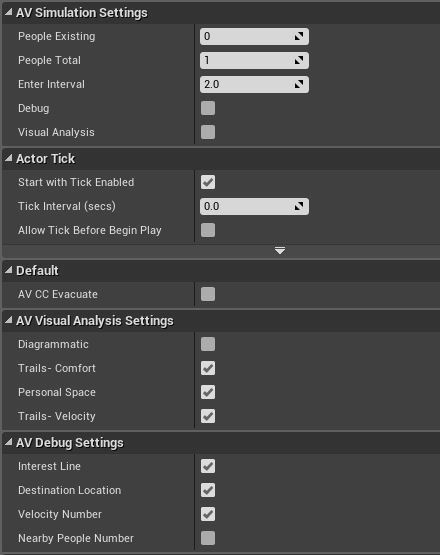 AV Simulation Settings
People Existing 0
People Total 1
Enter Interval 2.0
Debug
Visual Analysis
Actor Tick
Start with Tick Enabled
Tick Interval (secs) 0.0
Allow Tick Before Begin Play
Default
AV CC Evacuate
AV Visual Analysis Settings
Diagrammatic
Trails- Comfort
Personal Space
Trails- Velocity
AV Debug Settings
Interest Line
Destination Location
Velocity Number
Nearby People Number